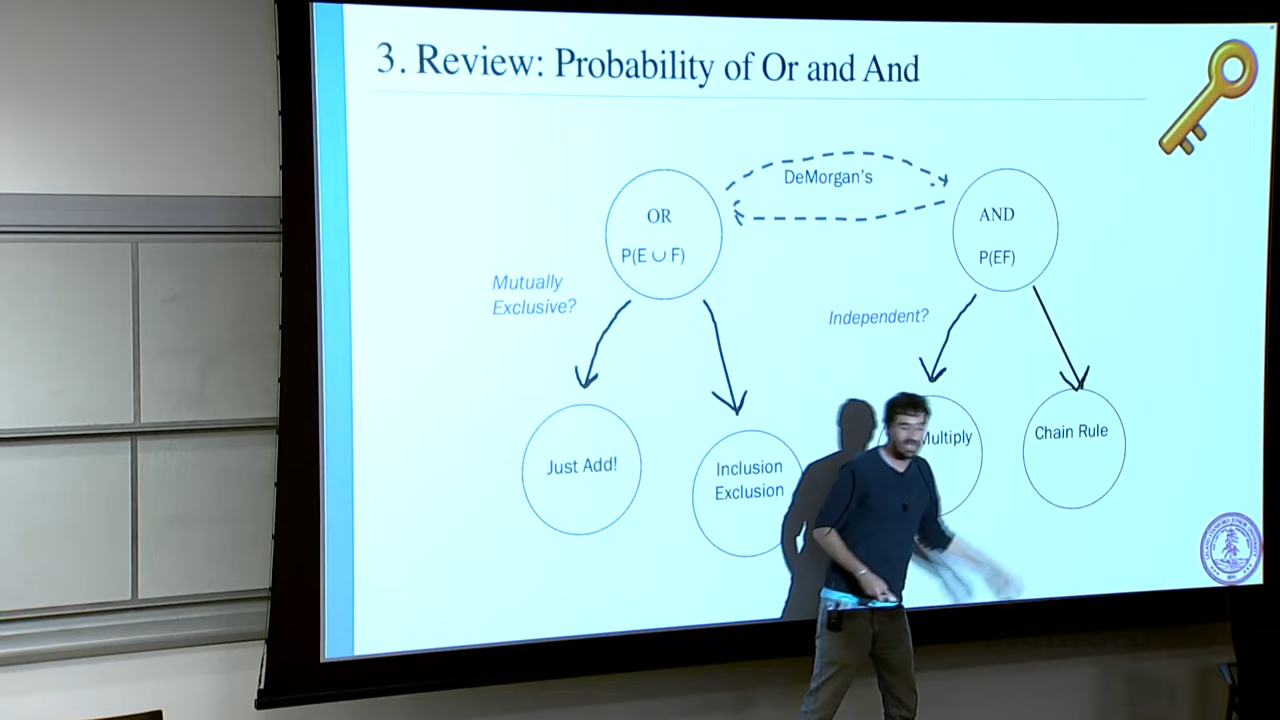 3. Review: Probability of Or and And
DeMorgan's
OR
P(E ∪ F)
AND
P(EF)
Mutually
Exclusive?
Independent?
Just Add!
Inclusion
Exclusion
Multiply
Chain Rule